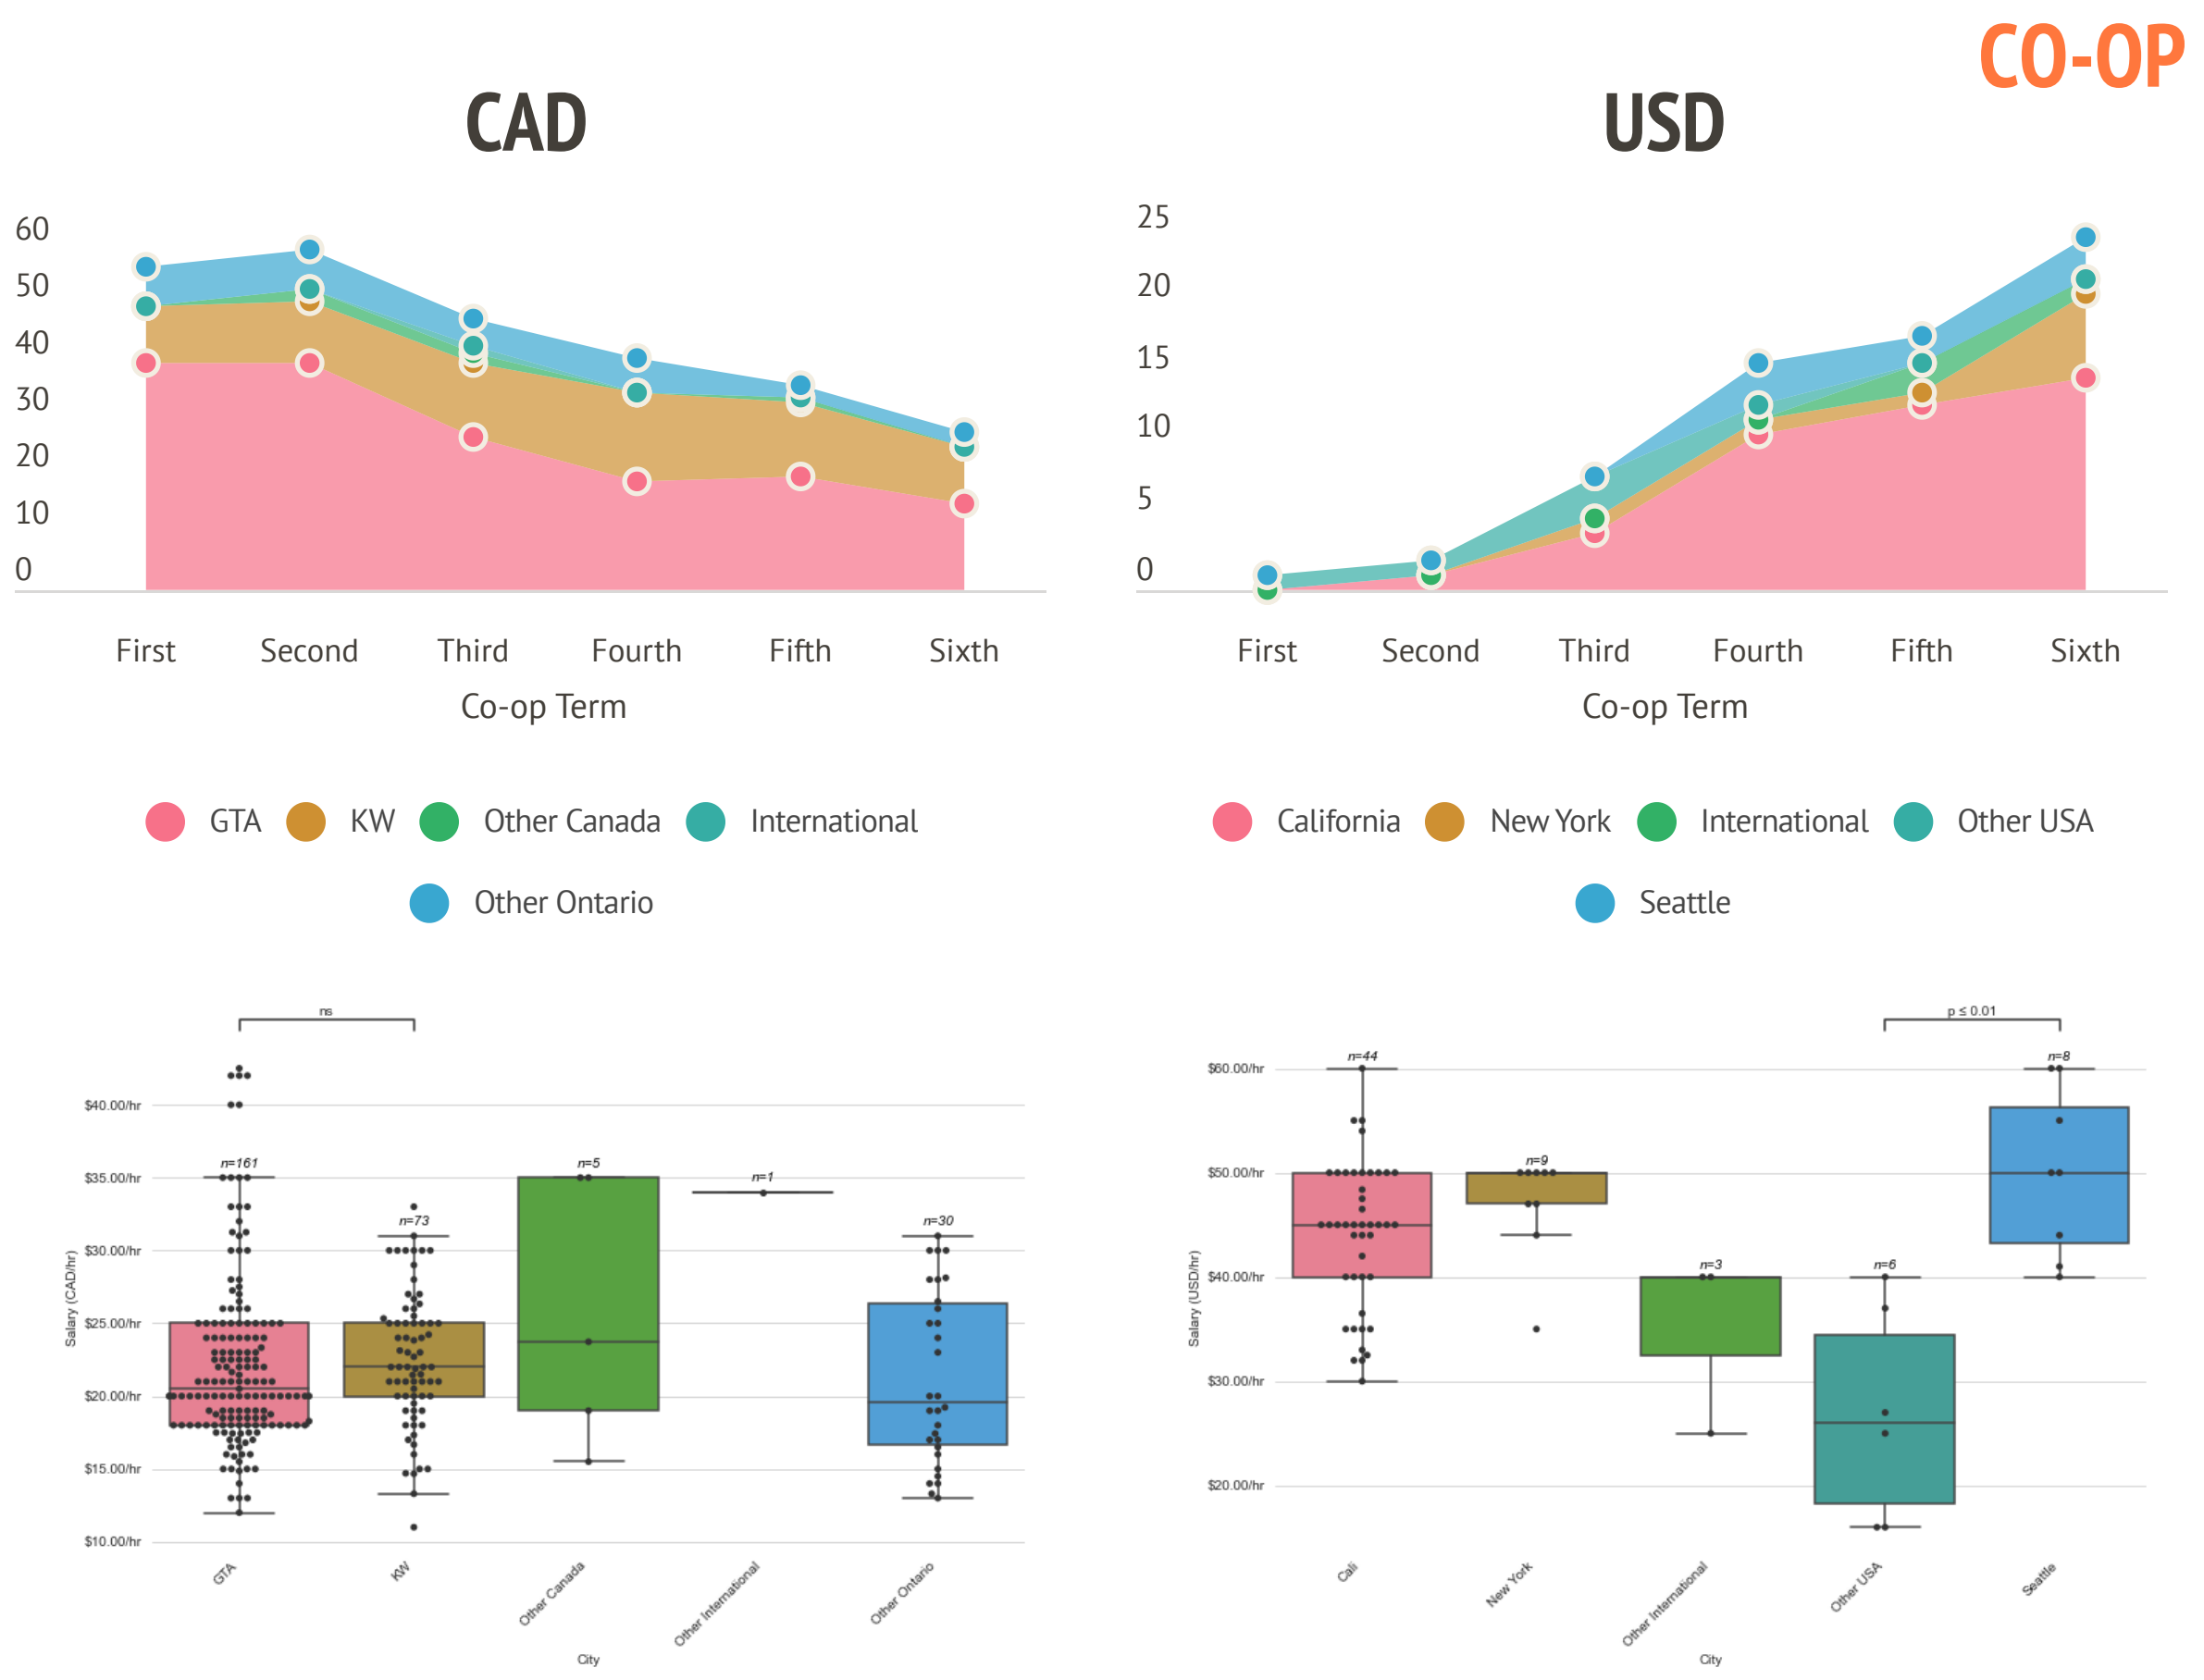 CO-OP
CAD
60
50
40
30
20
10
0
First Second Third Fourth Fifth Sixth
Co-op Term
GTA KW Other Canada International
Other Ontario
USD
25
20
15
10
5
0
First Second Third Fourth Fifth Sixth
Co-op Term
California New York International Other USA
Seattle
ns
n=161
n=73
n=5
n=1
n=30
$40.00/hr
$35.00/hr
$30.00/hr
$25.00/hr
$20.00/hr
$15.00/hr
$10.00/hr
Salary (CAD/hr)
GTA
KW
Other Canada
Other International
Other Ontario
City
p ≤ 0.01
n=44
n=9
n=3
n=6
n=8
$60.00/hr
$50.00/hr
$40.00/hr
$30.00/hr
$20.00/hr
Salary (USD/hr)
Cali
New York
Other International
Other USA
Seattle
City